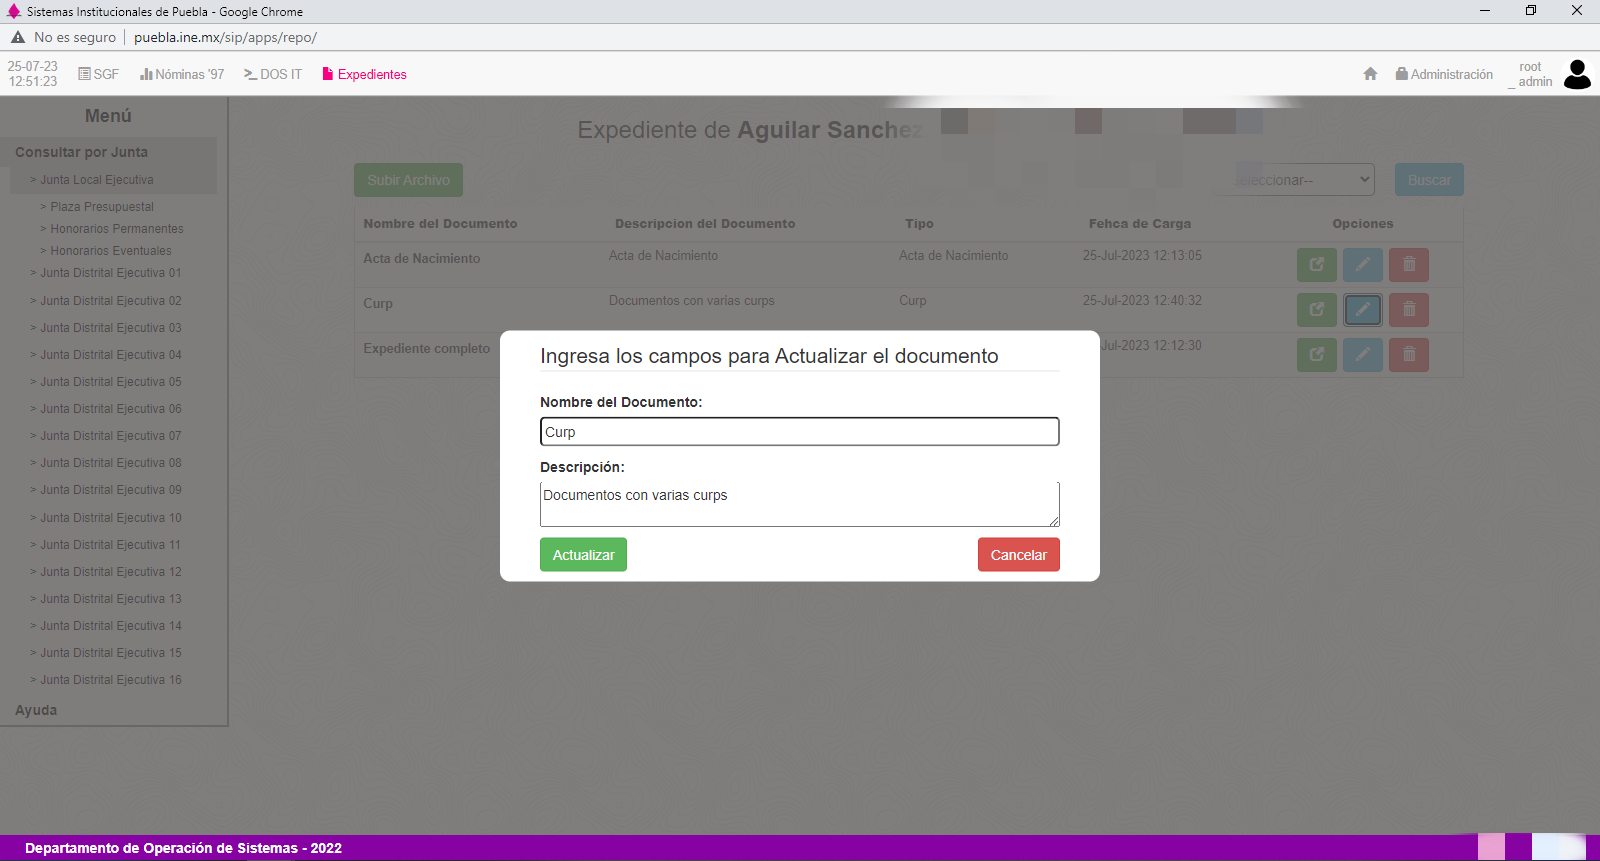 Sistemas Institucionales de Puebla - Google Chrome
No es seguro | puebla.ine.mx/sip/apps/repo/
25-07-23
12:51:23
SGF
Nóminas '97
DOS IT
Expedientes
Administración
root
_ admin
Menú
Consultar por Junta
> Junta Local Ejecutiva
> Plaza Presupuestal
> Honorarios Permanentes
> Honorarios Eventuales
> Junta Distrital Ejecutiva 01
> Junta Distrital Ejecutiva 02
> Junta Distrital Ejecutiva 03
> Junta Distrital Ejecutiva 04
> Junta Distrital Ejecutiva 05
> Junta Distrital Ejecutiva 06
> Junta Distrital Ejecutiva 07
> Junta Distrital Ejecutiva 08
> Junta Distrital Ejecutiva 09
> Junta Distrital Ejecutiva 10
> Junta Distrital Ejecutiva 11
> Junta Distrital Ejecutiva 12
> Junta Distrital Ejecutiva 13
> Junta Distrital Ejecutiva 14
> Junta Distrital Ejecutiva 15
> Junta Distrital Ejecutiva 16
Ayuda
Expediente de Aguilar Sanchez
Subir Archivo
eleccionar--
Buscar
Nombre del Documento Descripcion del Documento Tipo Fehca de Carga Opciones
Acta de Nacimiento Acta de Nacimiento Acta de Nacimiento 25-Jul-2023 12:13:05
Curp Documentos con varias curps Curp 25-Jul-2023 12:40:32
Expediente completo -Jul-2023 12:12:30
Ingresa los campos para Actualizar el documento
Nombre del Documento:
Curp
Descripción:
Documentos con varias curps
Actualizar
Cancelar
Departamento de Operación de Sistemas - 2022